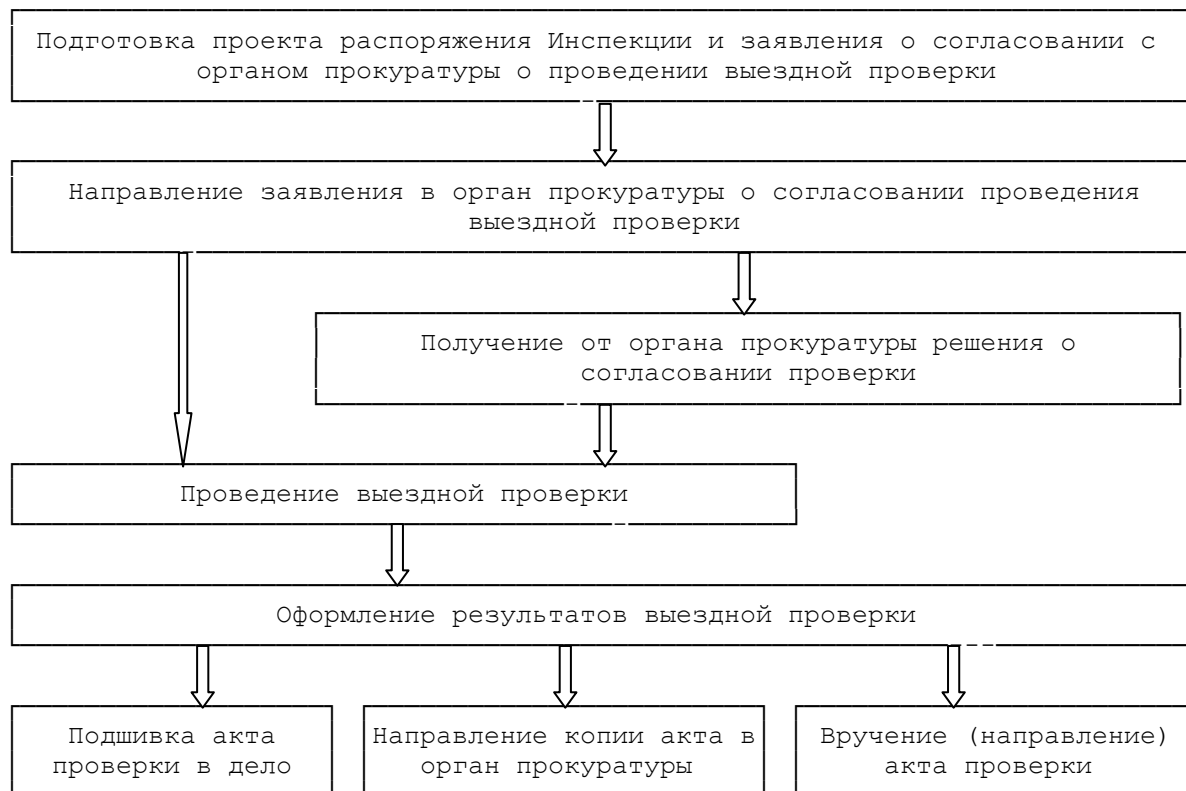 Подготовка проекта распоряжения Инспекции и заявления о согласовании с
органом прокуратуры о проведении выездной проверки
Направление заявления в орган прокуратуры о согласовании проведения
выездной проверки
Получение от органа прокуратуры решения о
согласовании проверки
Проведение выездной проверки
Оформление результатов выездной проверки
Подшивка акта
проверки в дело
Направление копии акта в
орган прокуратуры
Вручение (направление)
акта проверки